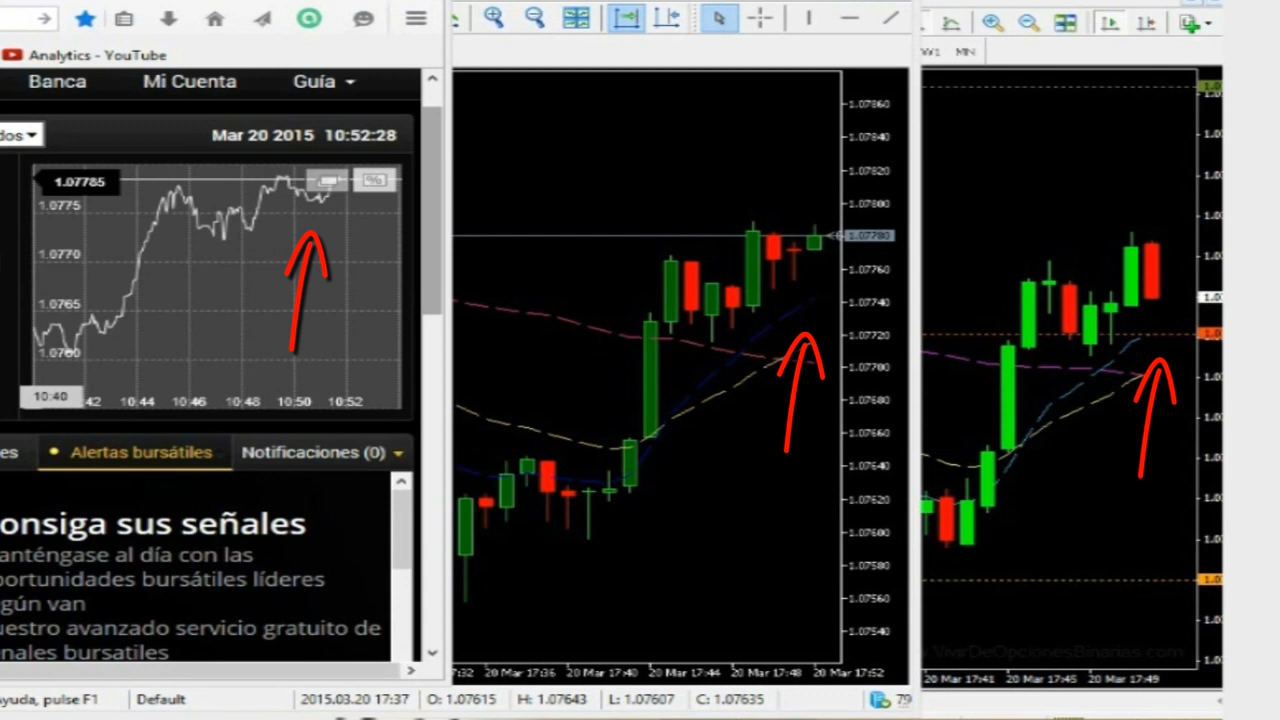 Analytics - YouTube
Banca Mi Cuenta Guía
dos
Mar 20 2015 10:52:28
1.07785
%
1.0775
1.0770
1.0765
1.0760
10:40
42 10:44 10:46 10:48 10:50 10:52
es
Alertas bursátiles
Notificaciones (0)
onsiga sus señales
anténgase al día con las
portunidades bursátiles líderes
egún van
uestro avanzado servicio gratuito de
ñales bursatiles
Ayuda, pulse F1
Default
2015.03.20 17:37
O: 1.07615
H: 1.07643
L: 1.07607
C: 1.07635
79
1.07860
1.07840
1.07820
1.07800
1.07780
1.07760
1.07740
1.07720
1.07700
1.07680
1.07660
1.07640
1.07620
1.07600
1.07580
1.07560
1.07540
7:32 20 Mar 17:36 20 Mar 17:40 20 Mar 17:44 20 Mar 17:48 20 Mar 17:52
W1 MN
VivirDeOpcionesBinarias.com
20 Mar 17:41 20 Mar 17:45 20 Mar 17:49